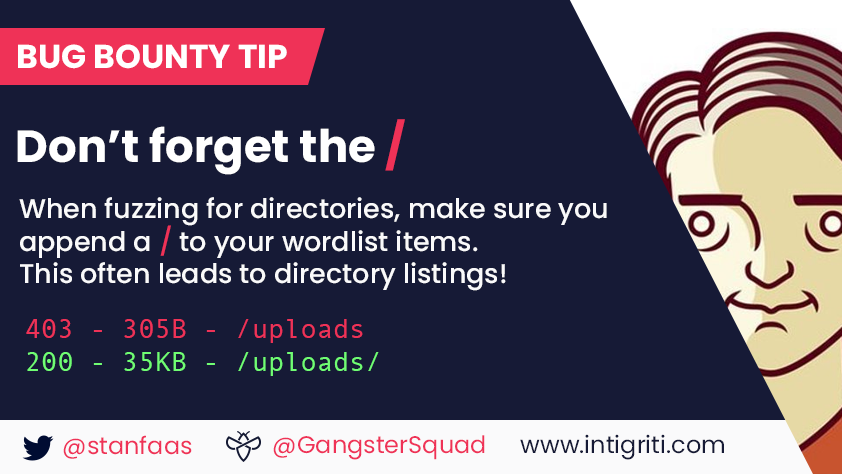 BUG BOUNTY TIP
Don’t forget the /
When fuzzing for directories, make sure you
append a / to your wordlist items.
This often leads to directory listings!
403 - 305B - /uploads
200 - 35KB - /uploads/
@stanfaas @GangsterSquad www.intigriti.com